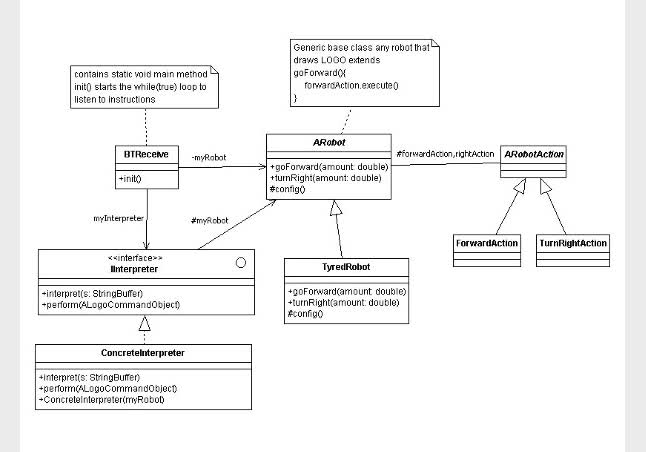 Generic base class any robot that
draws LOGO extends
goForward(){
forwardAction.execute()
}
contains static void main method
init() starts the while(true) loop to
listen to instructions
BTReceive
+init()
-myRobot
ARobot
+goForward(amount: double)
+turnRight(amount: double)
#config()
#forwardAction,rightAction
ARobotAction
myInterpreter
#myRobot
ForwardAction
TurnRightAction
<<interface>>
IInterpreter
+interpret(s: StringBuffer)
+perform(ALogoCommandObject)
TyredRobot
+goForward(amount: double)
+turnRight(amount: double)
#config()
ConcreteInterpreter
+interpret(s: StringBuffer)
+perform(ALogoCommandObject)
+ConcreteInterpreter(myRobot)